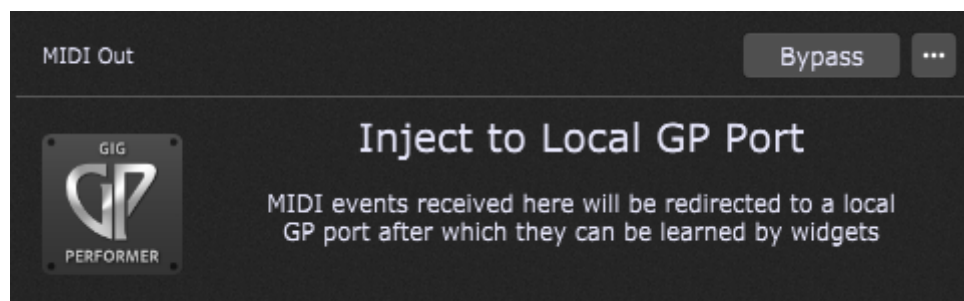 MIDI Out
Bypass
...
Inject to Local GP Port
GIG
GP
PERFORMER
MIDI events received here will be redirected to a local
GP port after which they can be learned by widgets